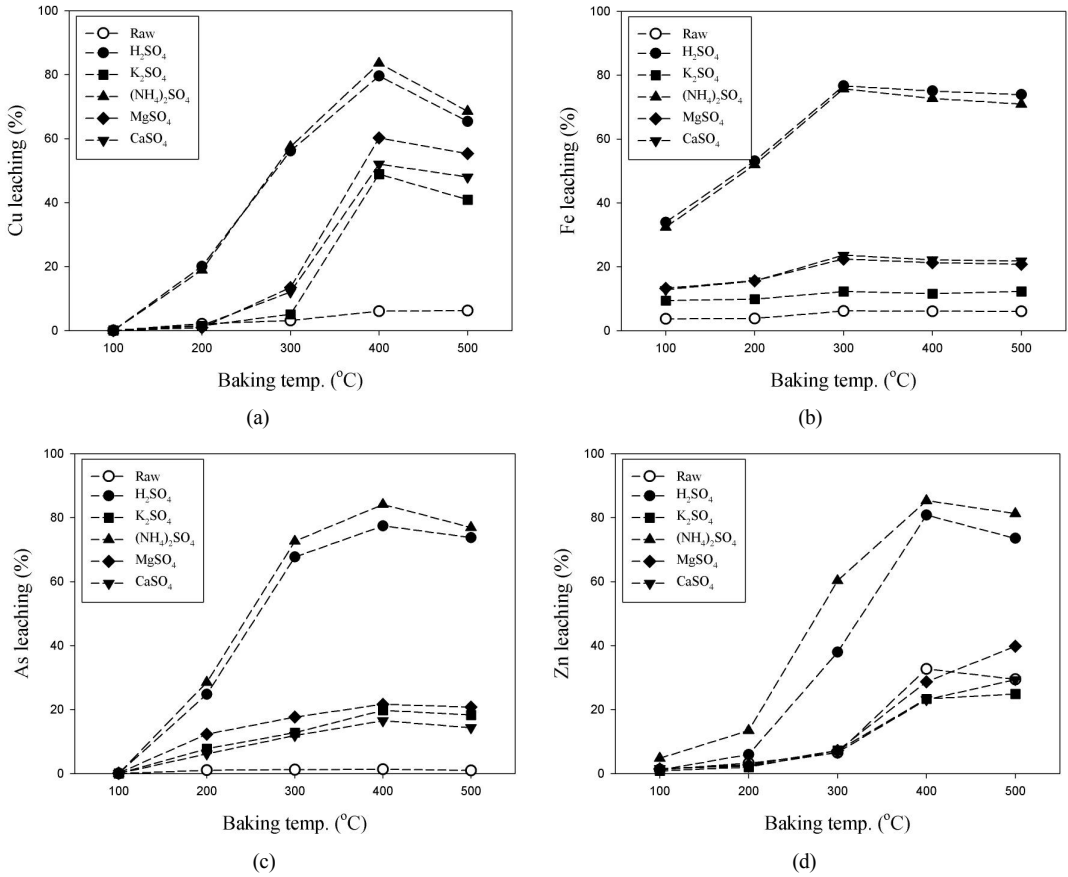 100
80
60
40
20
0
Cu leaching (%)
Raw
H₂SO₄
K₂SO₄
(NH₄)₂SO₄
MgSO₄
CaSO₄
100 200 300 400 500
Baking temp. (°C)
(a)
100
80
60
40
20
0
Fe leaching (%)
Raw
H₂SO₄
K₂SO₄
(NH₄)₂SO₄
MgSO₄
CaSO₄
100 200 300 400 500
Baking temp. (°C)
(b)
100
80
60
40
20
0
As leaching (%)
Raw
H₂SO₄
K₂SO₄
(NH₄)₂SO₄
MgSO₄
CaSO₄
100 200 300 400 500
Baking temp. (°C)
(c)
100
80
60
40
20
0
Zn leaching (%)
Raw
H₂SO₄
K₂SO₄
(NH₄)₂SO₄
MgSO₄
CaSO₄
100 200 300 400 500
Baking temp. (°C)
(d)